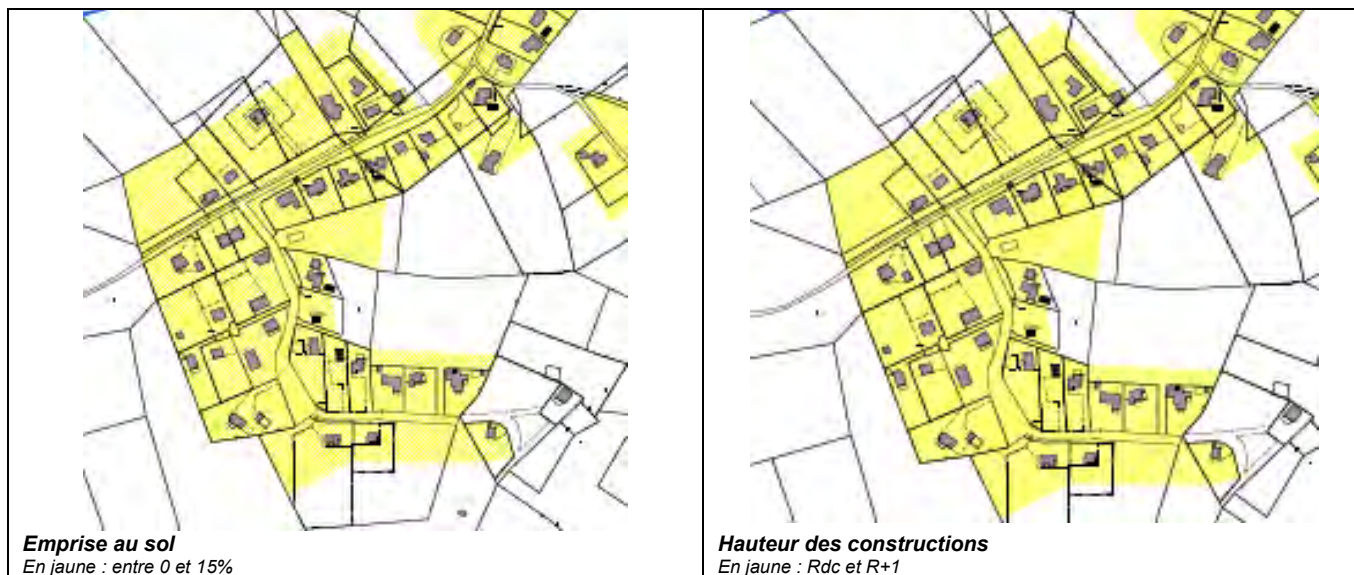 Emprise au sol
En jaune : entre 0 et 15%
Hauteur des constructions
En jaune : Rdc et R+1